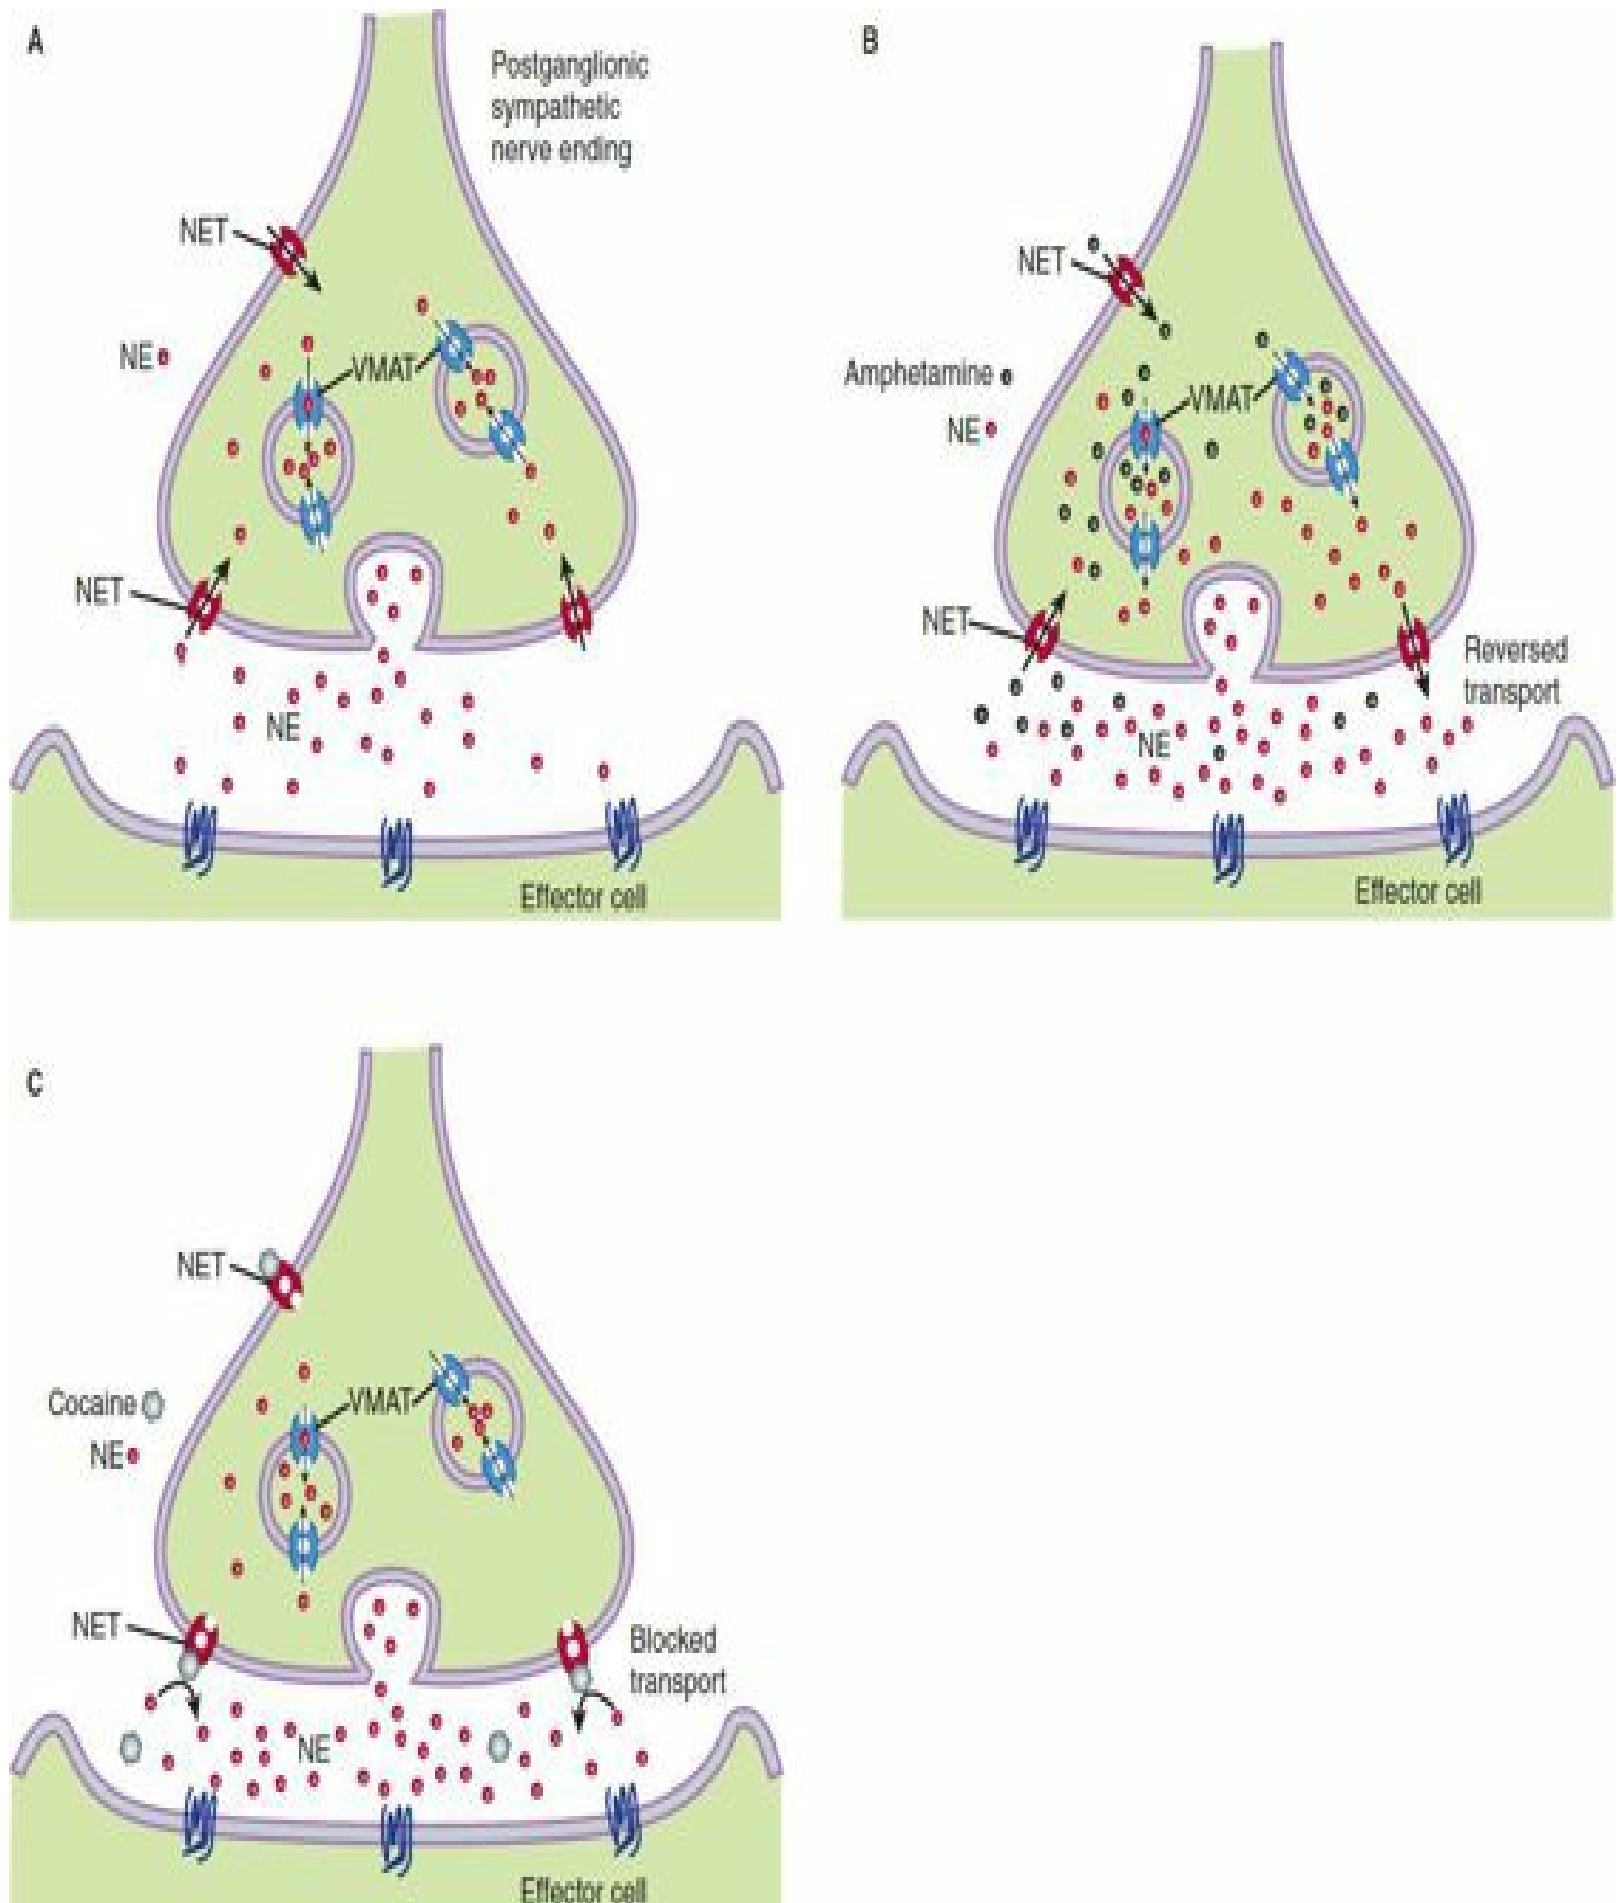 A
Postganglionic
sympathetic
nerve ending
NET
NE
VMAT
NET
NE
Effector cell
B
NET
Amphetamine
VMAT
NE
NET
Reversed
transport
NE
Effector cell
C
NET
Cocaine
VMAT
NE
NET
Blocked
transport
NE
Effector cell